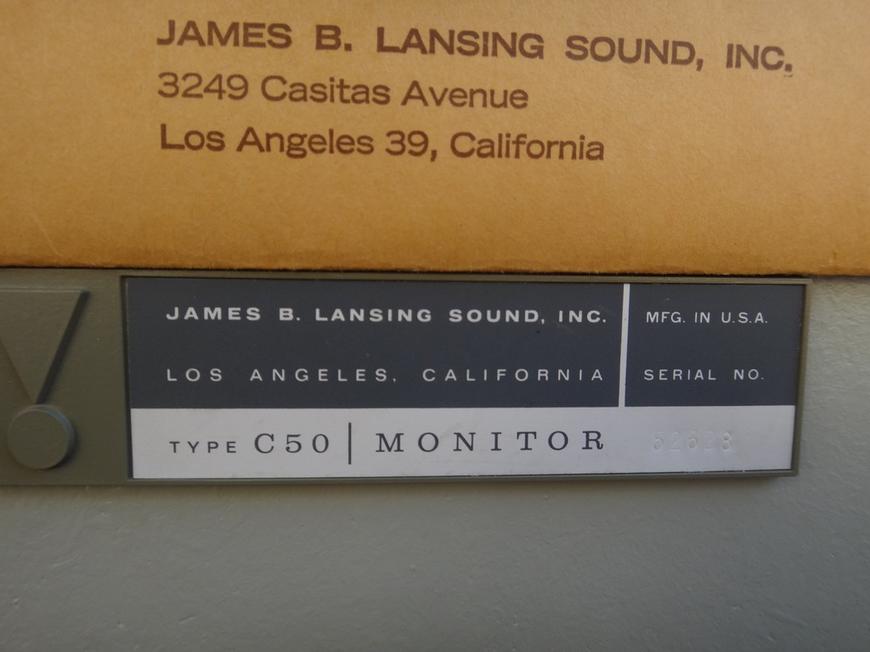 JAMES B. LANSING SOUND, INC.
3249 Casitas Avenue
Los Angeles 39, California
JAMES B. LANSING SOUND, INC.
MFG. IN U.S.A.
LOS ANGELES, CALIFORNIA
SERIAL NO.
TYPE C50 | MONITOR